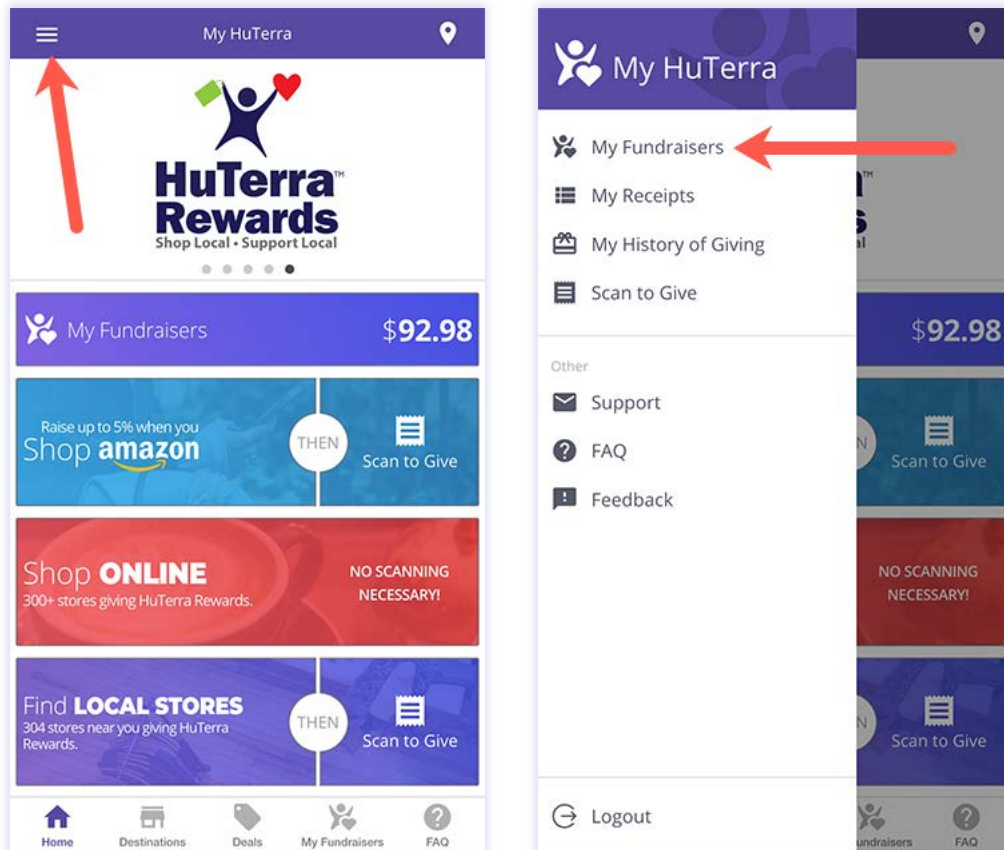 My HuTerra
HuTerra™
Rewards
Shop Local • Support Local
My Fundraisers $92.98
Raise up to 5% when you
Shop amazon
THEN
Scan to Give
Shop ONLINE
300+ stores giving HuTerra Rewards.
NO SCANNING
NECESSARY!
Find LOCAL STORES
304 stores near you giving HuTerra
Rewards.
THEN
Scan to Give
Home Destinations Deals My Fundraisers FAQ
My HuTerra
My Fundraisers
My Receipts
My History of Giving
Scan to Give
Other
Support
FAQ
Feedback
Logout
™
$92.98
Scan to Give
NO SCANNING
NECESSARY!
Scan to Give
FAQ